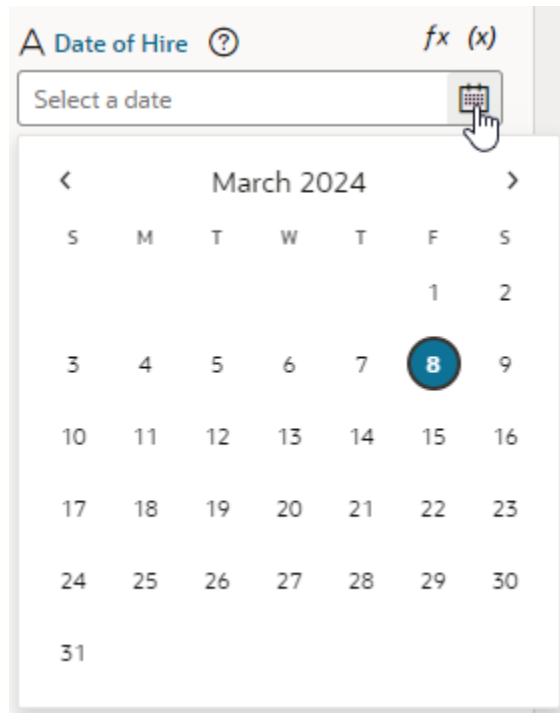 A Date of Hire ? fx (x)
Select a date
< March 2024 >
S M T W T F S
1 2
3 4 5 6 7 8 9
10 11 12 13 14 15 16
17 18 19 20 21 22 23
24 25 26 27 28 29 30
31